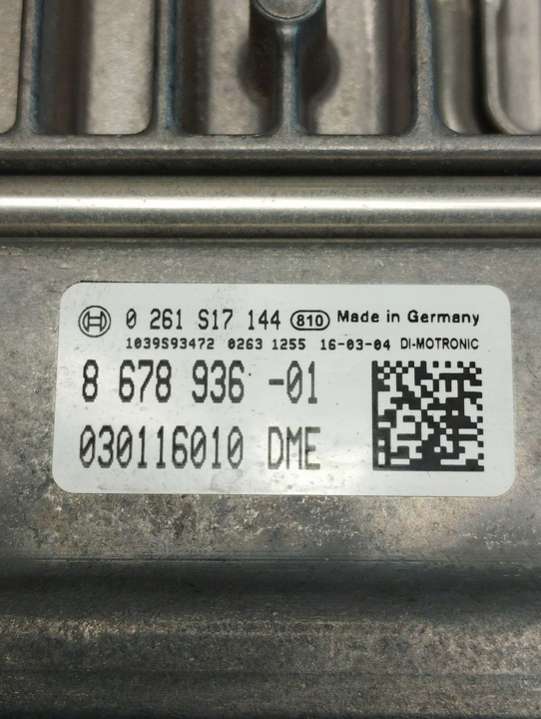 0 261 S17 144 810 Made in Germany
1039S93472 0263 1255 16-03-04 DI-MOTRONIC
8 678 936 -01
030116010 DME